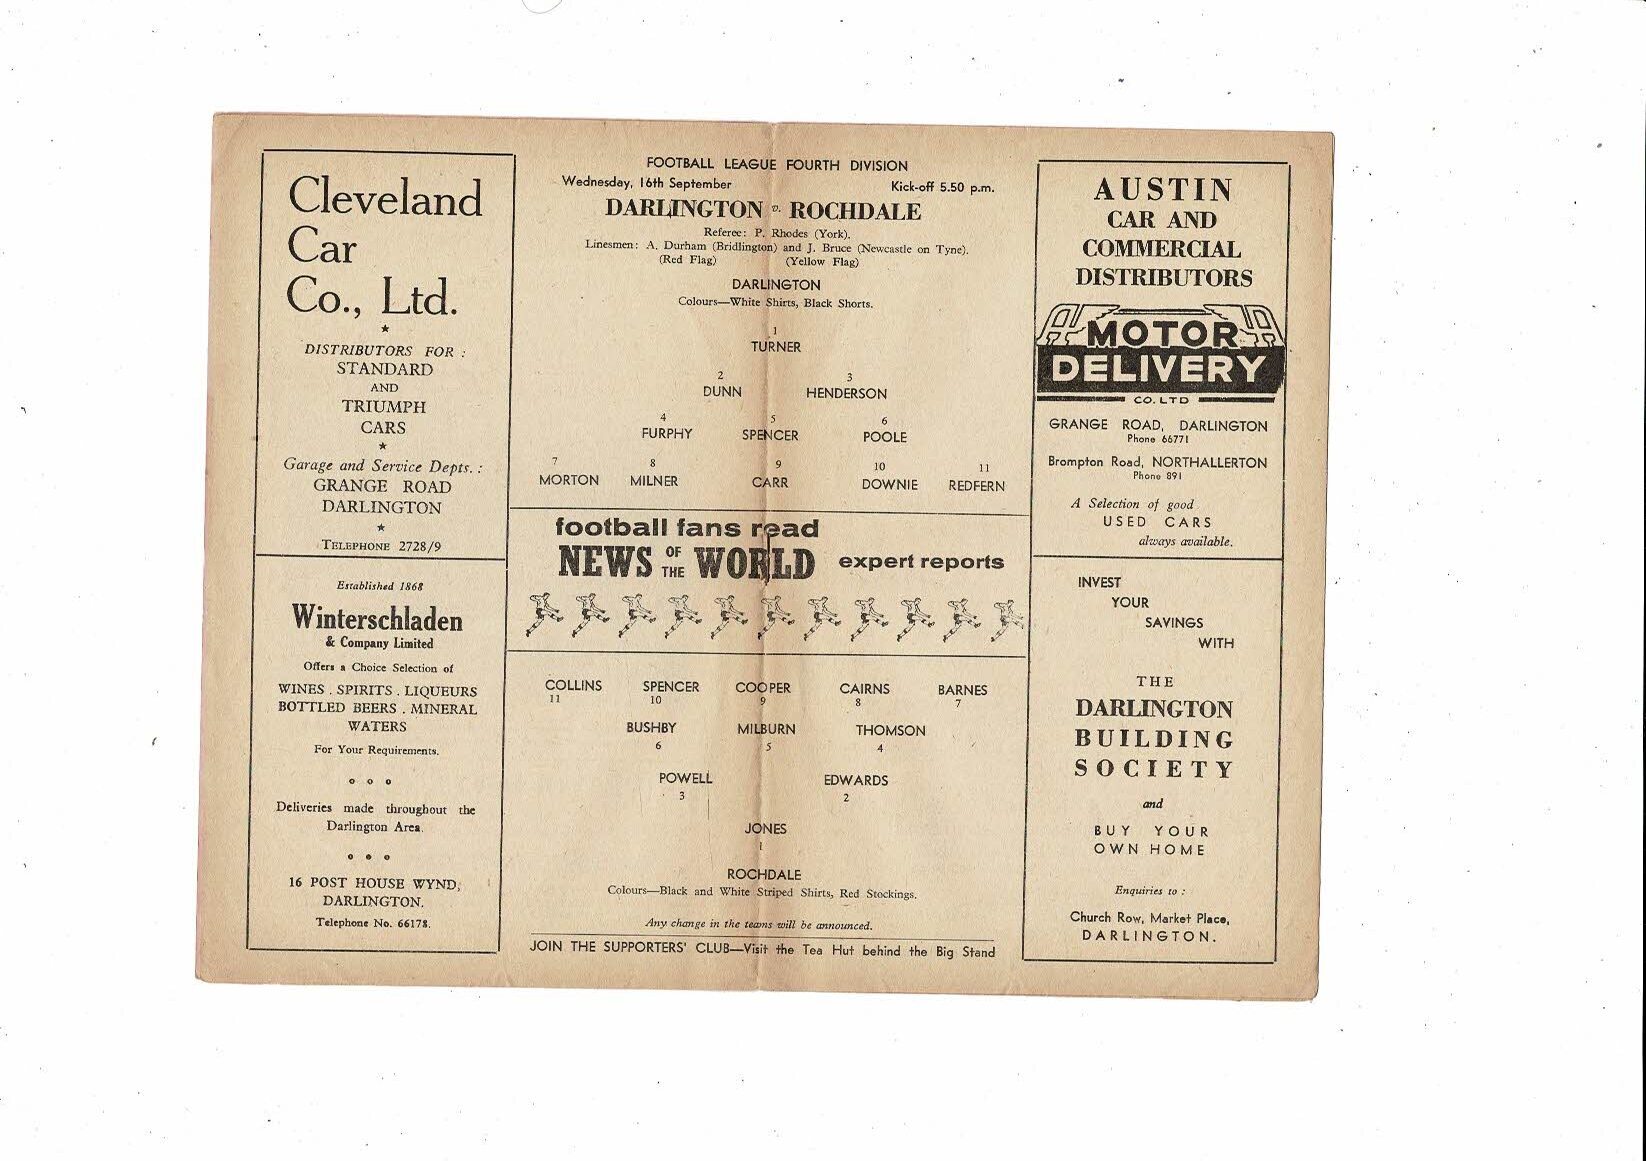 Cleveland
Car
Co., Ltd.
★
DISTRIBUTORS FOR :
STANDARD
AND
TRIUMPH
CARS
★
Garage and Service Depts. :
GRANGE ROAD
DARLINGTON
★
TELEPHONE 2728/9
Established 1868
Winterschladen
& Company Limited
Offers a Choice Selection of
WINES . SPIRITS . LIQUEURS
BOTTLED BEERS . MINERAL
WATERS
For Your Requirements.
Deliveries made throughout the
Darlington Area.
16 POST HOUSE WYND,
DARLINGTON.
Telephone No. 66178.
FOOTBALL LEAGUE FOURTH DIVISION
Wednesday, 16th September Kick-off 5.50 p.m.
DARLINGTON v. ROCHDALE
Referee: P. Rhodes (York).
Linesmen: A. Durham (Bridlington) and J. Bruce (Newcastle on Tyne).
(Red Flag) (Yellow Flag)
DARLINGTON
Colours—White Shirts, Black Shorts.
1
TURNER
2 3
DUNN HENDERSON
4 5 6
FURPHY SPENCER POOLE
7 8 9 10 11
MORTON MILNER CARR DOWNIE REDFERN
football fans read
NEWS OF THE WORLD expert reports
COLLINS SPENCER COOPER CAIRNS BARNES
11 10 9 8 7
BUSHBY MILBURN THOMSON
6 5 4
POWELL EDWARDS
3 2
JONES
1
ROCHDALE
Colours—Black and White Striped Shirts, Red Stockings.
Any change in the teams will be announced.
JOIN THE SUPPORTERS' CLUB—Visit the Tea Hut behind the Big Stand
AUSTIN
CAR AND
COMMERCIAL
DISTRIBUTORS
MOTOR
DELIVERY
CO. LTD
GRANGE ROAD, DARLINGTON
Phone 66771
Brompton Road, NORTHALLERTON
Phone 891
A Selection of good
USED CARS
always available.
INVEST
YOUR
SAVINGS
WITH
THE
DARLINGTON
BUILDING
SOCIETY
and
BUY YOUR
OWN HOME
Enquiries to :
Church Row, Market Place,
DARLINGTON.